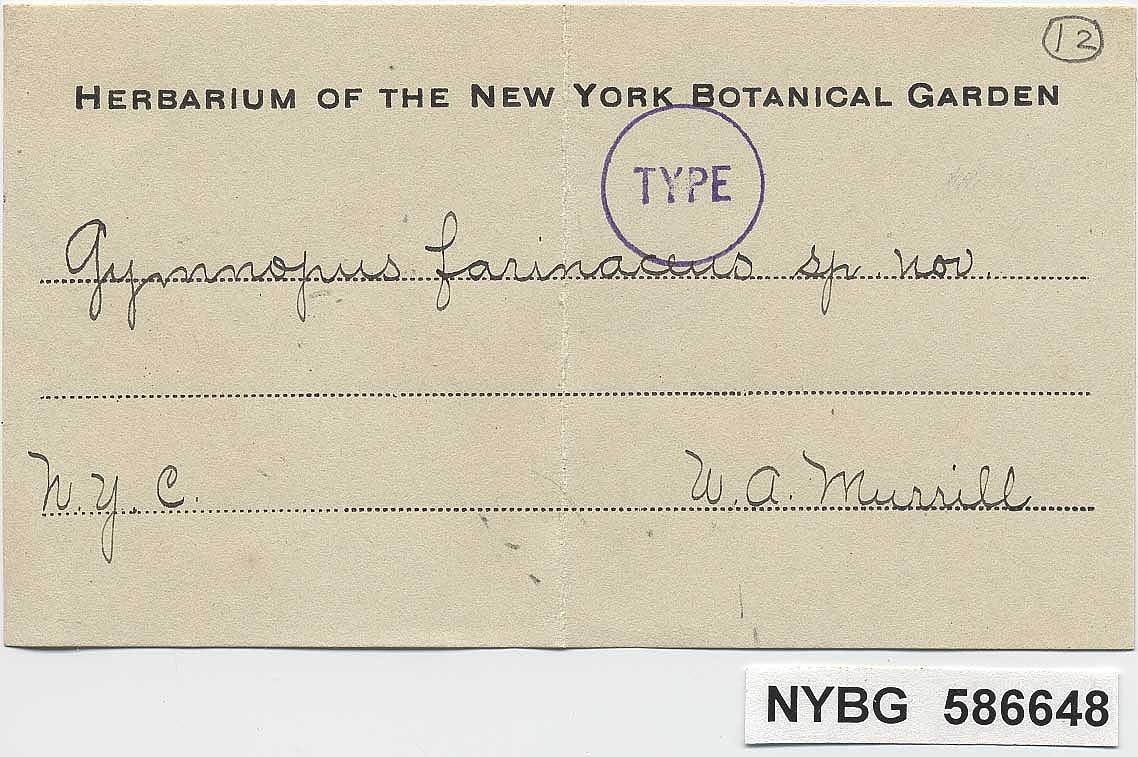 12
HERBARIUM OF THE NEW YORK BOTANICAL GARDEN
TYPE
Gymnopus farinaceus sp. nov.
N.Y.C. W.A. Murrill
NYBG 586648